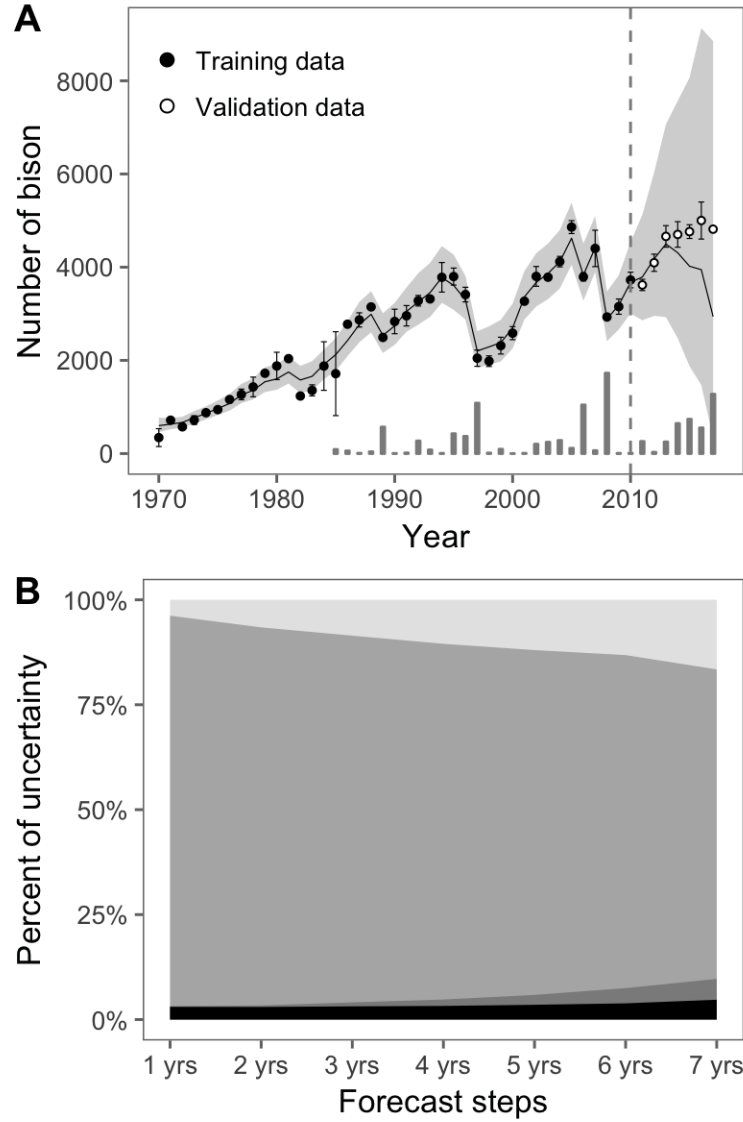 A
Training data
Validation data
Number of bison
8000
6000
4000
2000
0
1970
1980
1990
2000
2010
Year
B
Percent of uncertainty
100%
75%
50%
25%
0%
1 yrs
2 yrs
3 yrs
4 yrs
5 yrs
6 yrs
7 yrs
Forecast steps